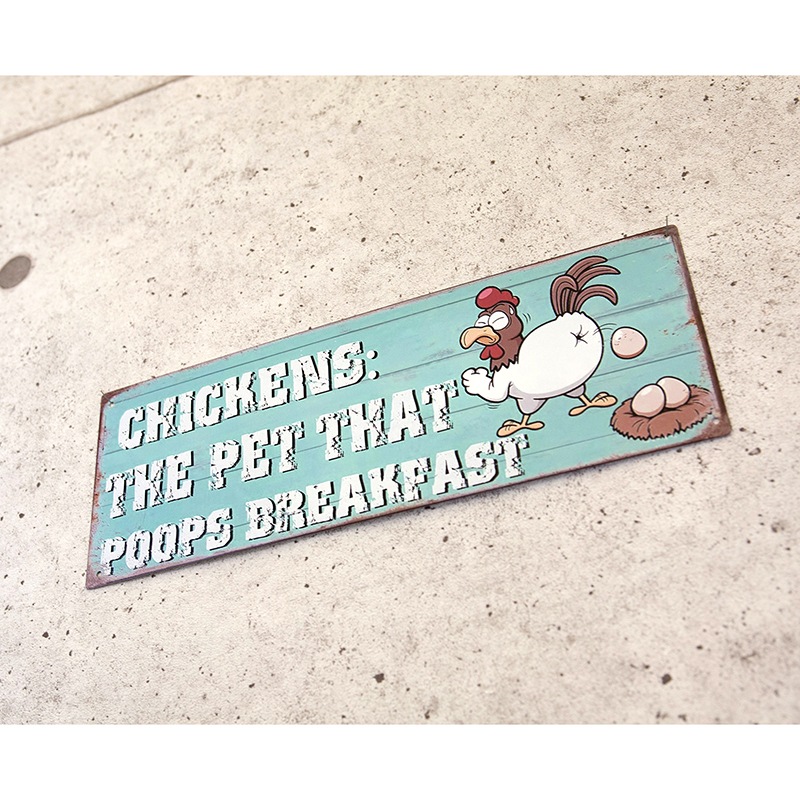 CHICKENS:
THE PET THAT
POOPS BREAKFAST